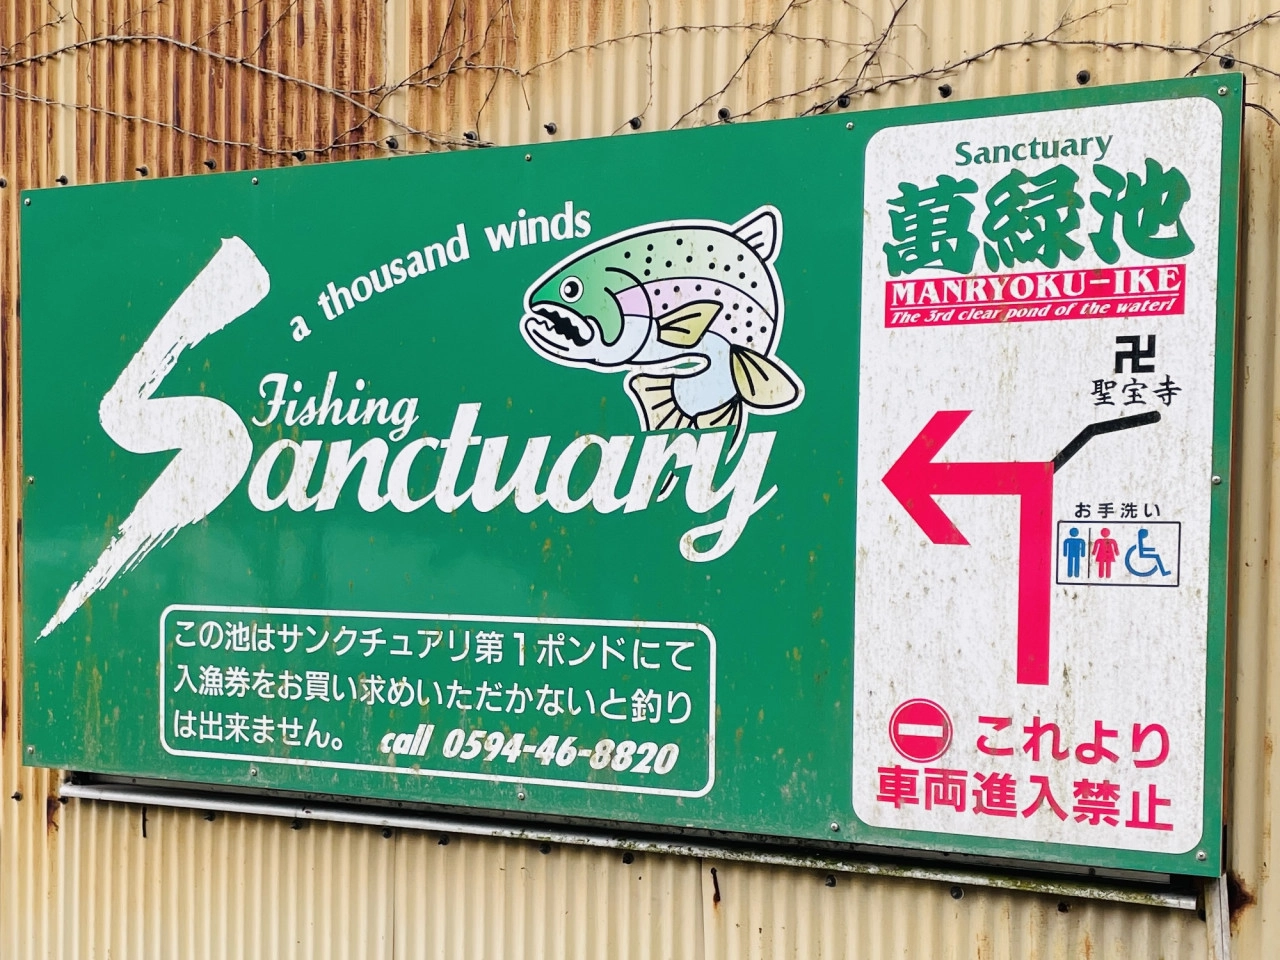 a thousand winds
Fishing
Sanctuary
この池はサンクチュアリ第1ポンドにて
入漁券をお買い求めいただかないと釣り
は出来ません。 call 0594-46-8820
Sanctuary
萬緑池
MANRYOKU-IKE
The 3rd clear pond of the water!
卍
聖宝寺
お手洗い
これより
車両進入禁止